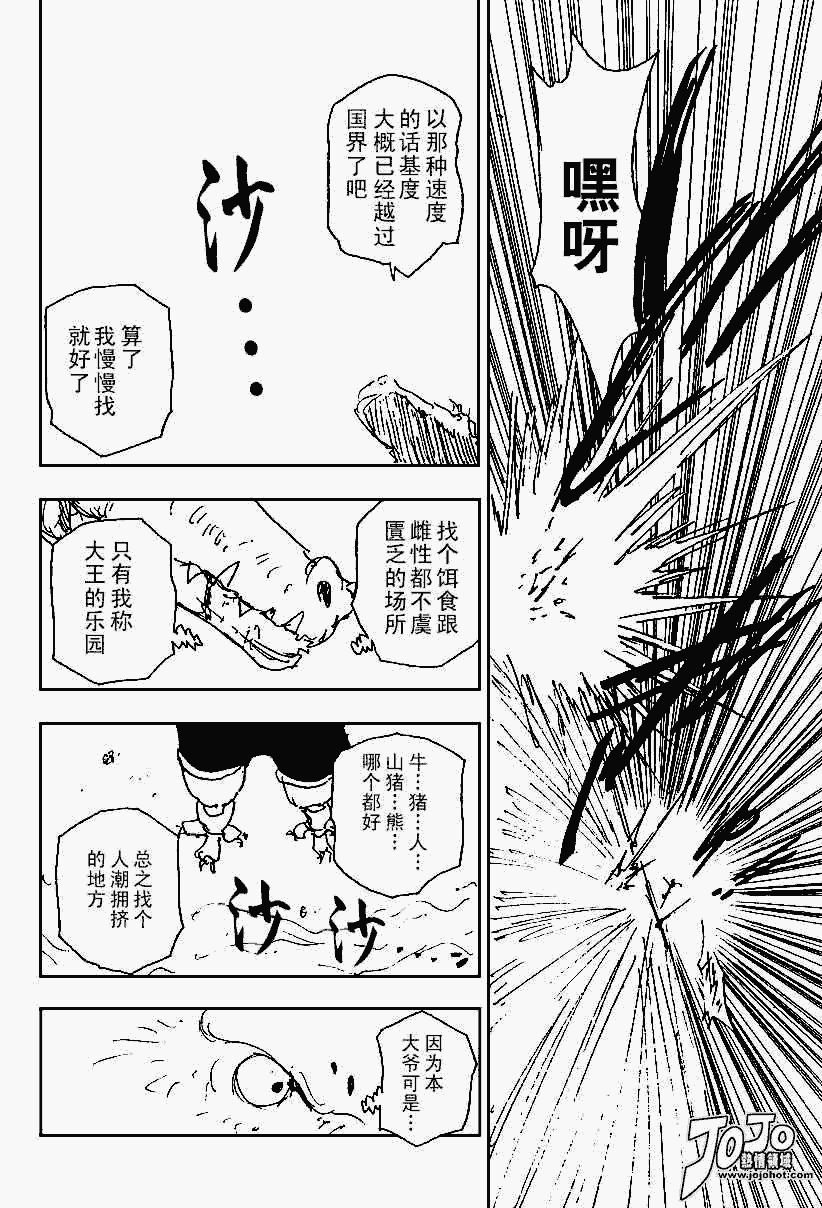 嘿
呀
以那种速度
的话基度
大概已经越过
国界了吧
沙
・・・
算了
我慢慢找
就好了
找个饵食跟
雌性都不虞
匮乏的场所
只有我称
大王的乐园
牛…猪…人…
山猪…熊…
哪个都好
沙
沙
总之找个
人潮拥挤
的地方
因为本
大爷可是…
JOJO
热情领域
www.jojohot.com